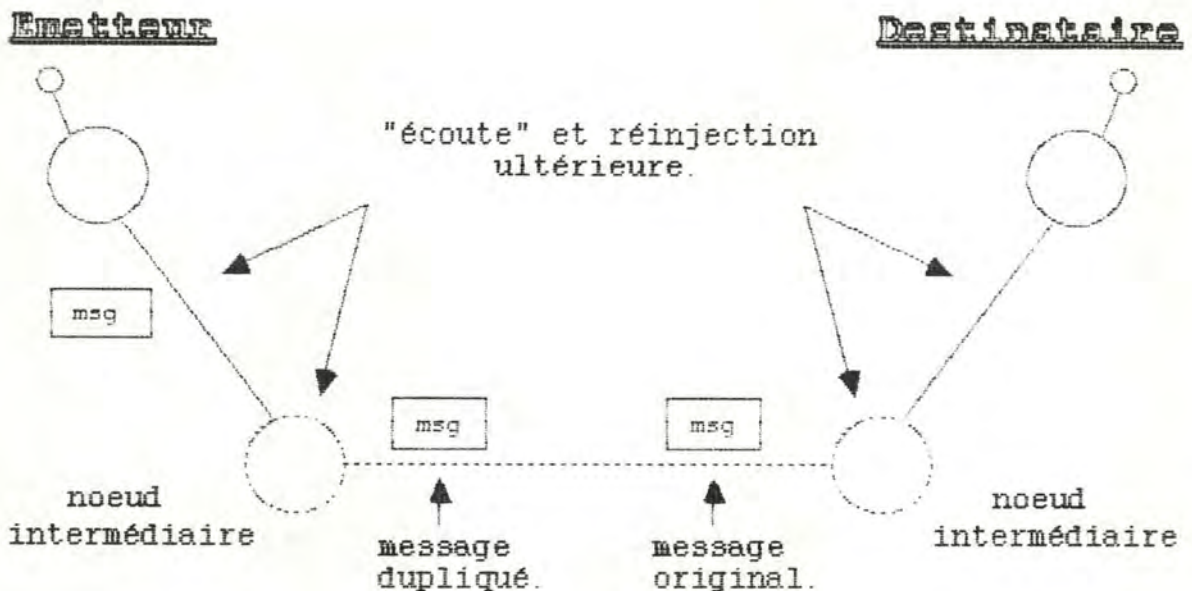 Emetteur
Destinataire
"écoute" et réinjection
ultérieure.
msg
msg
msg
noeud
intermédiaire
message
dupliqué.
message
original.
noeud
intermédiaire